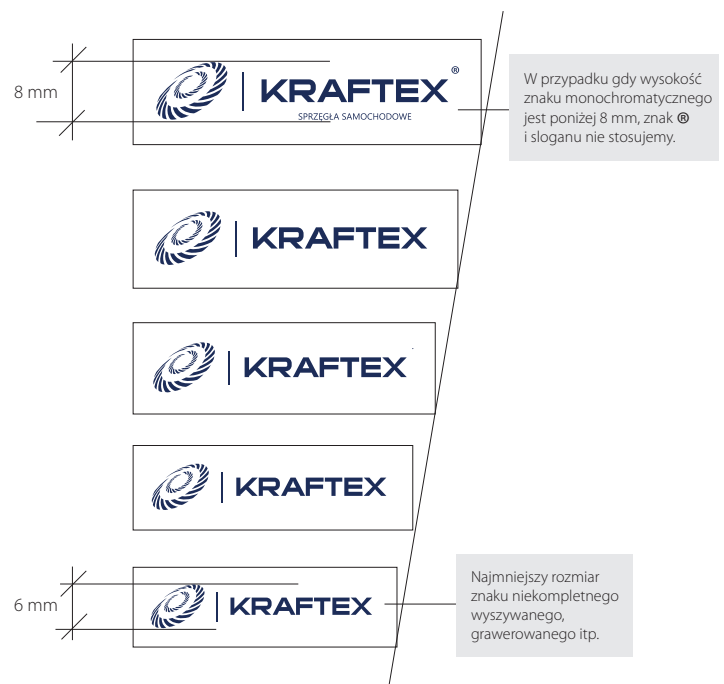 8 mm
KRAFTEX ®
SPRZĘGŁA SAMOCHODOWE
W przypadku gdy wysokość
znaku monochromatycznego
jest poniżej 8 mm, znak ®
i sloganu nie stosujemy.
KRAFTEX
KRAFTEX
KRAFTEX
6 mm
KRAFTEX
Najmniejszy rozmiar
znaku niekompletnego
wyszywanego,
grawerowanego itp.